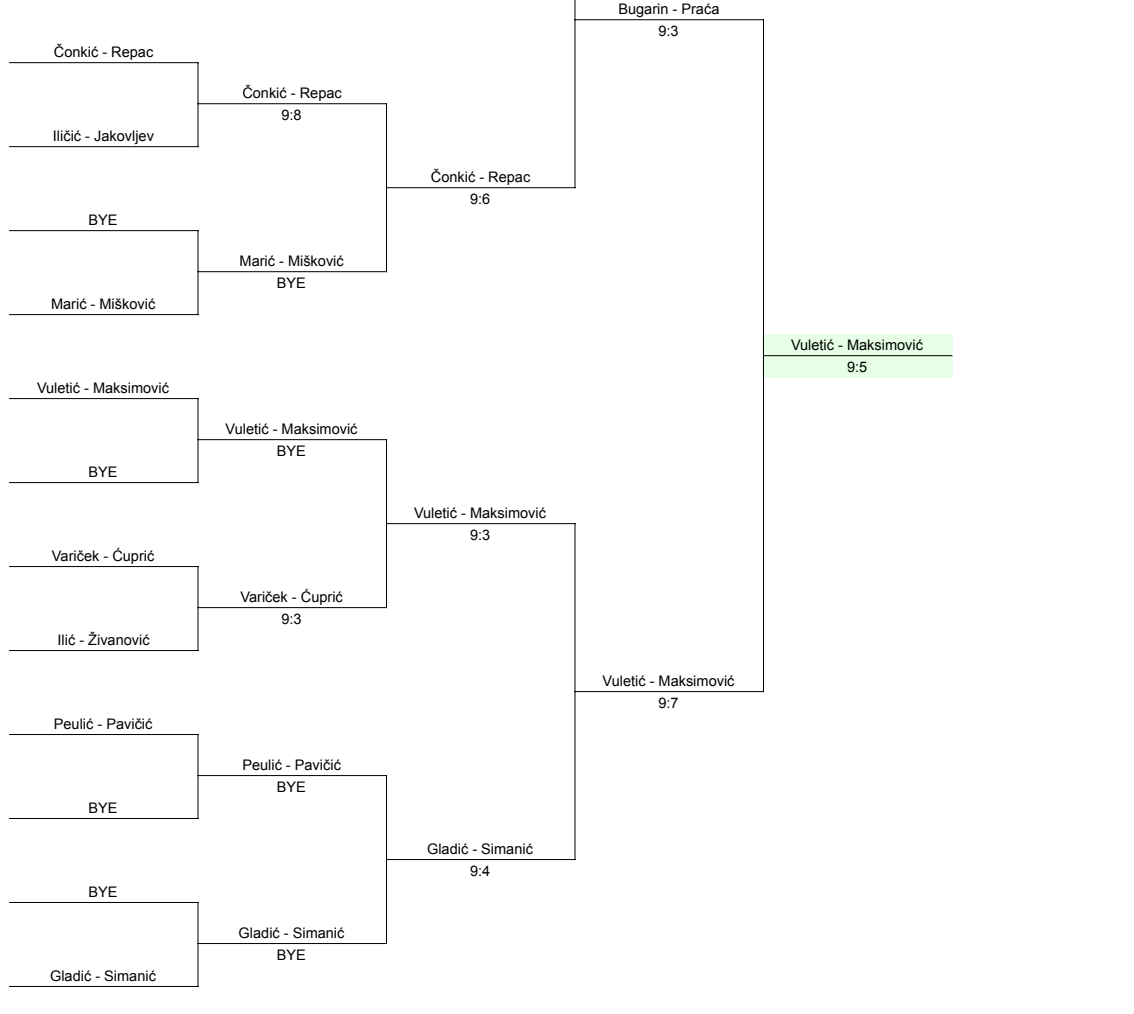 Bugarin - Praća
9:3
Čonkić - Repac
Čonkić - Repac
9:8
Iličić - Jakovljev
Čonkić - Repac
9:6
BYE
Marić - Mišković
BYE
Marić - Mišković
Vuletić - Maksimović
9:5
Vuletić - Maksimović
Vuletić - Maksimović
BYE
BYE
Vuletić - Maksimović
9:3
Variček - Ćuprić
Variček - Ćuprić
9:3
Ilić - Živanović
Vuletić - Maksimović
9:7
Peulić - Pavičić
Peulić - Pavičić
BYE
BYE
Gladić - Simanić
9:4
BYE
Gladić - Simanić
BYE
Gladić - Simanić